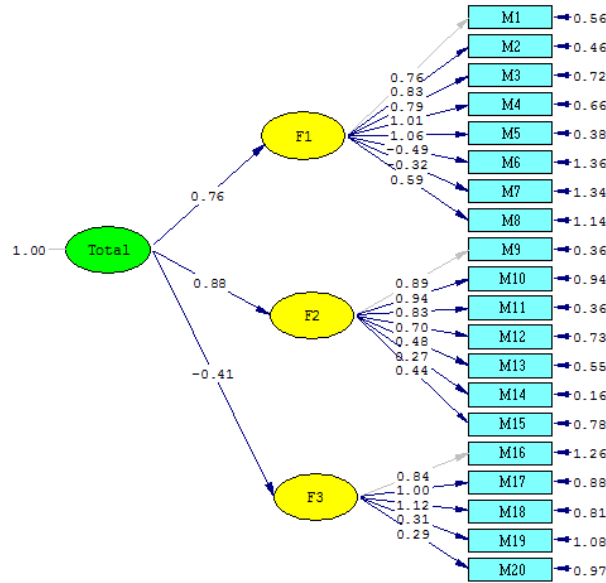 M1
0.56
M2
0.46
0.76
M3
0.72
0.83
0.79
M4
0.66
1.01
F1
M5
0.38
1.06
-0.49
M6
1.36
-0.32
M7
1.34
0.59
0.76
M8
1.14
1.00
Total
M9
0.36
0.88
0.89
M10
0.94
0.94
0.83
M11
0.36
F2
0.70
M12
0.73
0.48
0.27
M13
0.55
0.44
-0.41
M14
0.16
M15
0.78
M16
1.26
0.84
M17
0.88
1.00
F3
1.12
M18
0.81
0.31
M19
1.08
0.29
M20
0.97